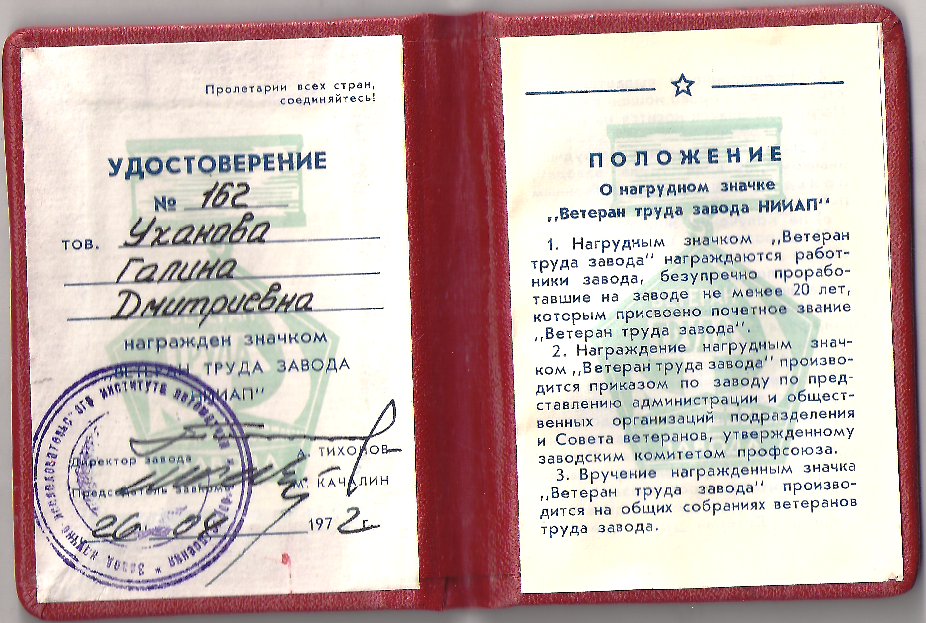 Пролетарии всех стран,
соединяйтесь!
УДОСТОВЕРЕНИЕ
№ 162
тов. Уханова
Галина
Дмитриевна
награжден значком
„ВЕТЕРАН ТРУДА ЗАВОДА
НИИАП“
Директор завода А. ТИХОНОВ
Председатель завкома М. КАЧАЛИН
26 04 1972 г.
ПОЛОЖЕНИЕ
О нагрудном значке
„Ветеран труда завода НИИАП“
1. Нагрудным значком „Ветеран
труда завода“ награждаются работ-
ники завода, безупречно прорабо-
тавшие на заводе не менее 20 лет,
которым присвоено почетное звание
„Ветеран труда завода“.
2. Награждение нагрудным знач-
ком „Ветеран труда завода“ произво-
дится приказом по заводу по пред-
ставлению администрации и общест-
венных организаций подразделения
и Совета ветеранов, утвержденному
заводским комитетом профсоюза.
3. Вручение награжденным значка
„Ветеран труда завода“ произво-
дится на общих собраниях ветеранов
труда завода.